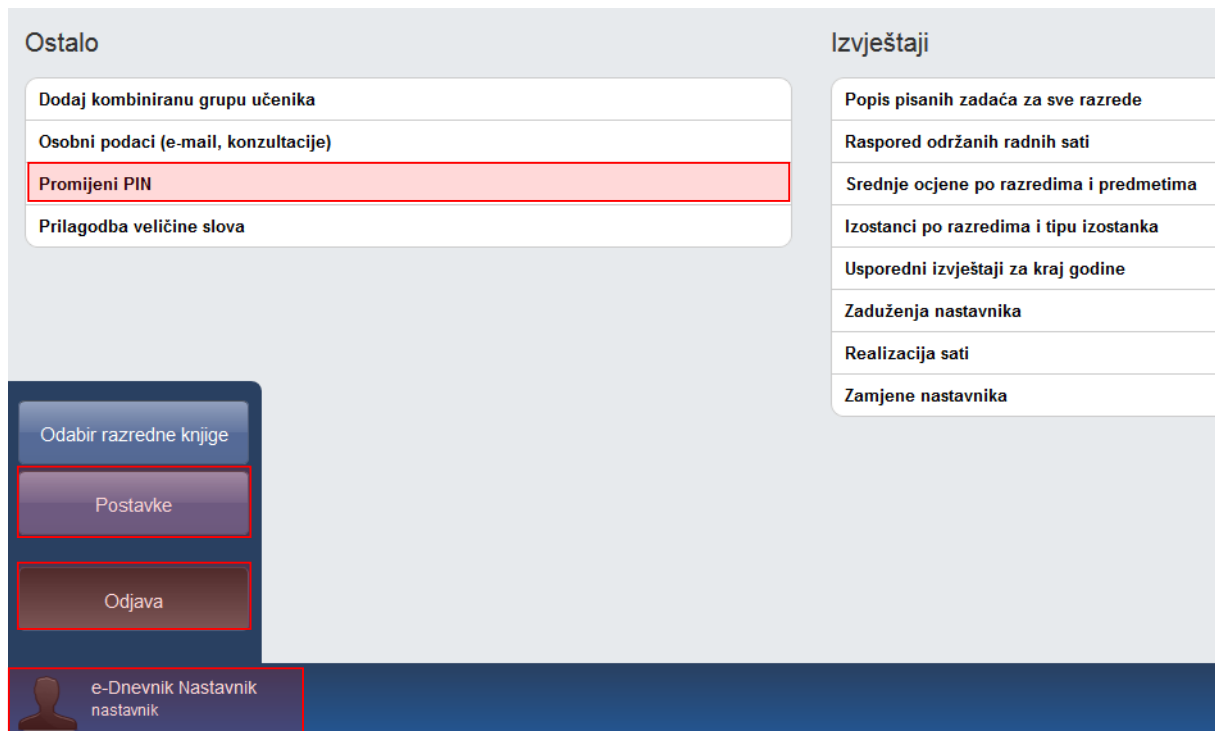 Ostalo
Dodaj kombiniranu grupu učenika
Osobni podaci (e-mail, konzultacije)
Promijeni PIN
Prilagodba veličine slova
Izvještaji
Popis pisanih zadaća za sve razrede
Raspored održanih radnih sati
Srednje ocjene po razredima i predmetima
Izostanci po razredima i tipu izostanka
Usporedni izvještaji za kraj godine
Zaduženja nastavnika
Realizacija sati
Zamjene nastavnika
Odabir razredne knjige
Postavke
Odjava
e-Dnevnik Nastavnik
nastavnik